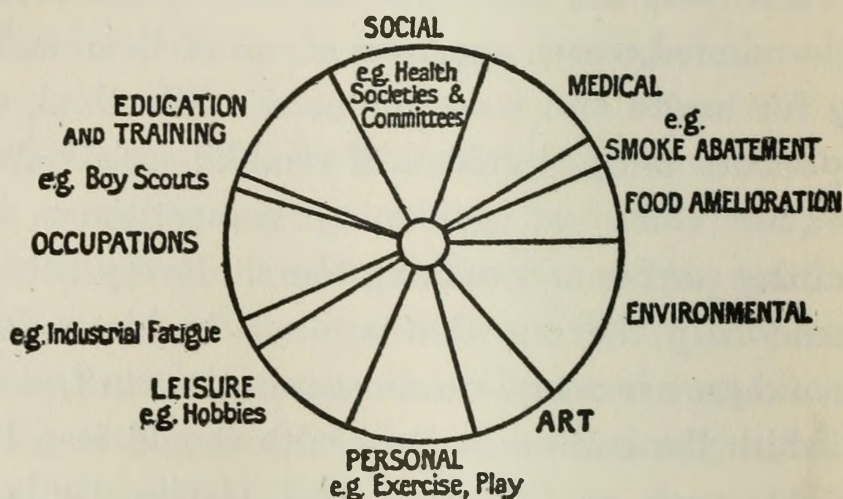 SOCIAL
e.g. Health
Societies &
Committees
MEDICAL
e.g.
SMOKE ABATEMENT
FOOD AMELIORATION
ENVIRONMENTAL
ART
PERSONAL
e.g. Exercise, Play
LEISURE
e.g. Hobbies
e.g. Industrial Fatigue
OCCUPATIONS
e.g. Boy Scouts
EDUCATION
AND TRAINING